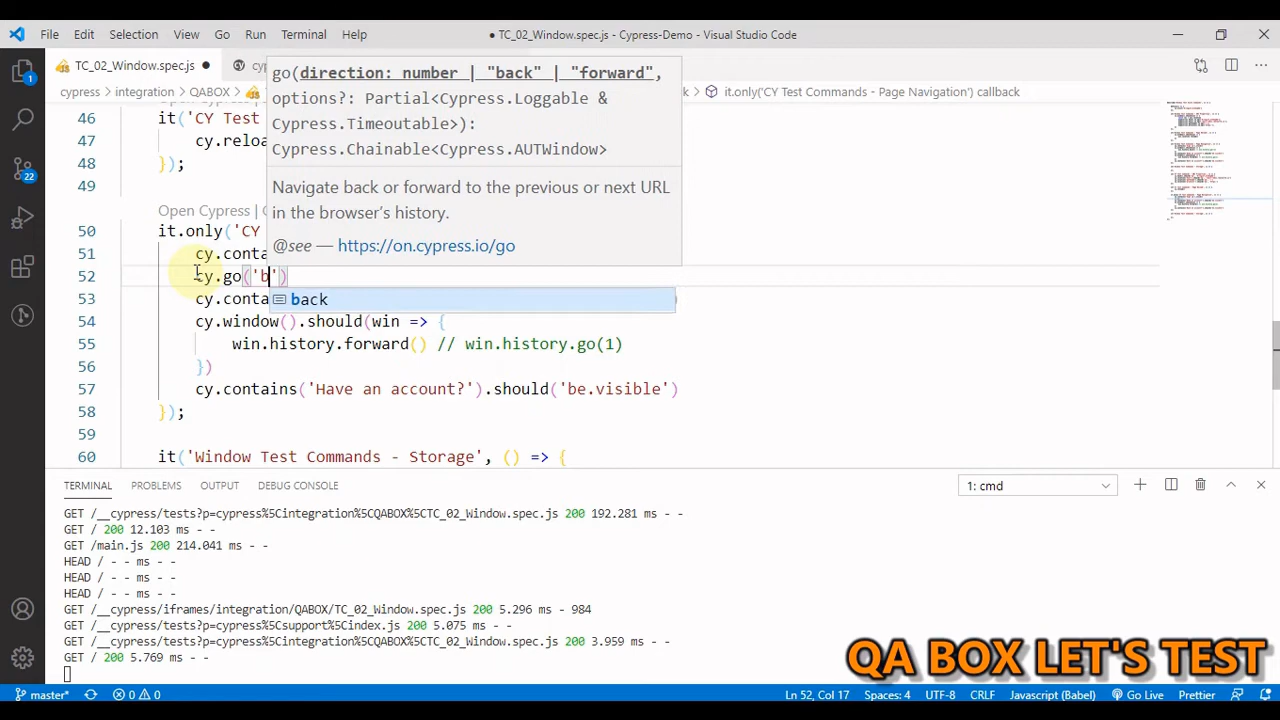 File Edit Selection View Go Run Terminal Help
● TC_02_Window.spec.js - Cypress-Demo - Visual Studio Code
TC_02_Window.spec.js ●
cypress > integration > QABOX >
it.only('CY Test Commands - Page Navigation') callback
go(direction: number | "back" | "forward",
options?: Partial<Cypress.Loggable &
Cypress.Timeoutable>):
Cypress.Chainable<Cypress.AUTWindow>
Navigate back or forward to the previous or next URL
in the browser's history.
@see — https://on.cypress.io/go
46 it('CY Test
47 cy.reloa
48 });
49
Open Cypress |
50 it.only('CY
51 cy.conta
52 cy.go('b')
back
53 cy.conta
54 cy.window().should(win => {
55 win.history.forward() // win.history.go(1)
56 })
57 cy.contains('Have an account?').should('be.visible')
58 });
59
60 it('Window Test Commands - Storage', () => {
TERMINAL PROBLEMS OUTPUT DEBUG CONSOLE
1: cmd
GET /__cypress/tests?p=cypress%5Cintegration%5CQABOX%5CTC_02_Window.spec.js 200 192.281 ms - -
GET / 200 12.103 ms - -
GET /main.js 200 214.041 ms - -
HEAD / - - ms - -
HEAD / - - ms - -
HEAD / - - ms - -
GET /__cypress/iframes/integration/QABOX/TC_02_Window.spec.js 200 5.296 ms - 984
GET /__cypress/tests?p=cypress%5Csupport%5Cindex.js 200 5.075 ms - -
GET /__cypress/tests?p=cypress%5Cintegration%5CQABOX%5CTC_02_Window.spec.js 200 3.959 ms - -
GET / 200 5.769 ms - -
QA BOX LET'S TEST
1
22
master* 0 0
Ln 52, Col 17 Spaces: 4 UTF-8 CRLF Javascript (Babel) Go Live Prettier